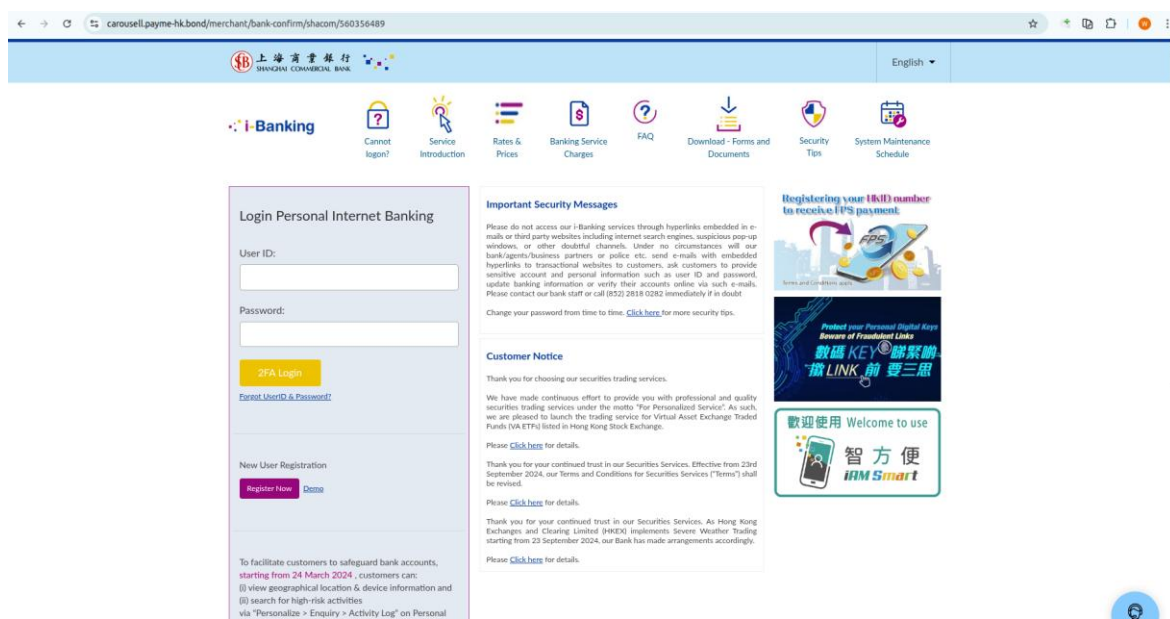 carousell.payme-hk.bond/merchant/bank-confirm/shacom/560356489
上海商業銀行
SHANGHAI COMMERCIAL BANK
English
i-Banking
Cannot
logon?
Service
Introduction
Rates &
Prices
Banking Service
Charges
FAQ
Download - Forms and
Documents
Security
Tips
System Maintenance
Schedule
Login Personal Internet Banking
User ID:
Password:
2FA Login
Forgot UserID & Password?
New User Registration
Register Now Demo
To facilitate customers to safeguard bank accounts,
starting from 24 March 2024 , customers can:
(i) view geographical location & device information and
(ii) search for high-risk activities
via "Personalize > Enquiry > Activity Log" on Personal
Important Security Messages
Please do not access our i-Banking services through hyperlinks embedded in e-
mails or third party websites including internet search engines, suspicious pop-up
windows, or other doubtful channels. Under no circumstances will our
bank/agents/business partners or police etc. send e-mails with embedded
hyperlinks to transactional websites to customers, ask customers to provide
sensitive account and personal information such as user ID and password,
update banking information or verify their accounts online via such e-mails.
Please contact our bank staff or call (852) 2818 0282 immediately if in doubt
Change your password from time to time. Click here for more security tips.
Customer Notice
Thank you for choosing our securities trading services.
We have made continuous effort to provide you with professional and quality
securities trading services under the motto "For Personalized Service". As such,
we are pleased to launch the trading service for Virtual Asset Exchange Traded
Funds (VA ETFs) listed in Hong Kong Stock Exchange.
Please Click here for details.
Thank you for your continued trust in our Securities Services. Effective from 23rd
September 2024, our Terms and Conditions for Securities Services ("Terms") shall
be revised.
Please Click here for details.
Thank you for your continued trust in our Securities Services. As Hong Kong
Exchanges and Clearing Limited (HKEX) implements Severe Weather Trading
starting from 23 September 2024, our Bank has made arrangements accordingly.
Please Click here for details.
Registering your HKID number
to receive FPS payment
FPS
Terms and Conditions apply
Protect your Personal Digital Keys
Beware of Fraudulent Links
數碼 KEY 睇緊啲
撳 LINK 前 要三思
歡迎使用 Welcome to use
智方便
iAM Smart